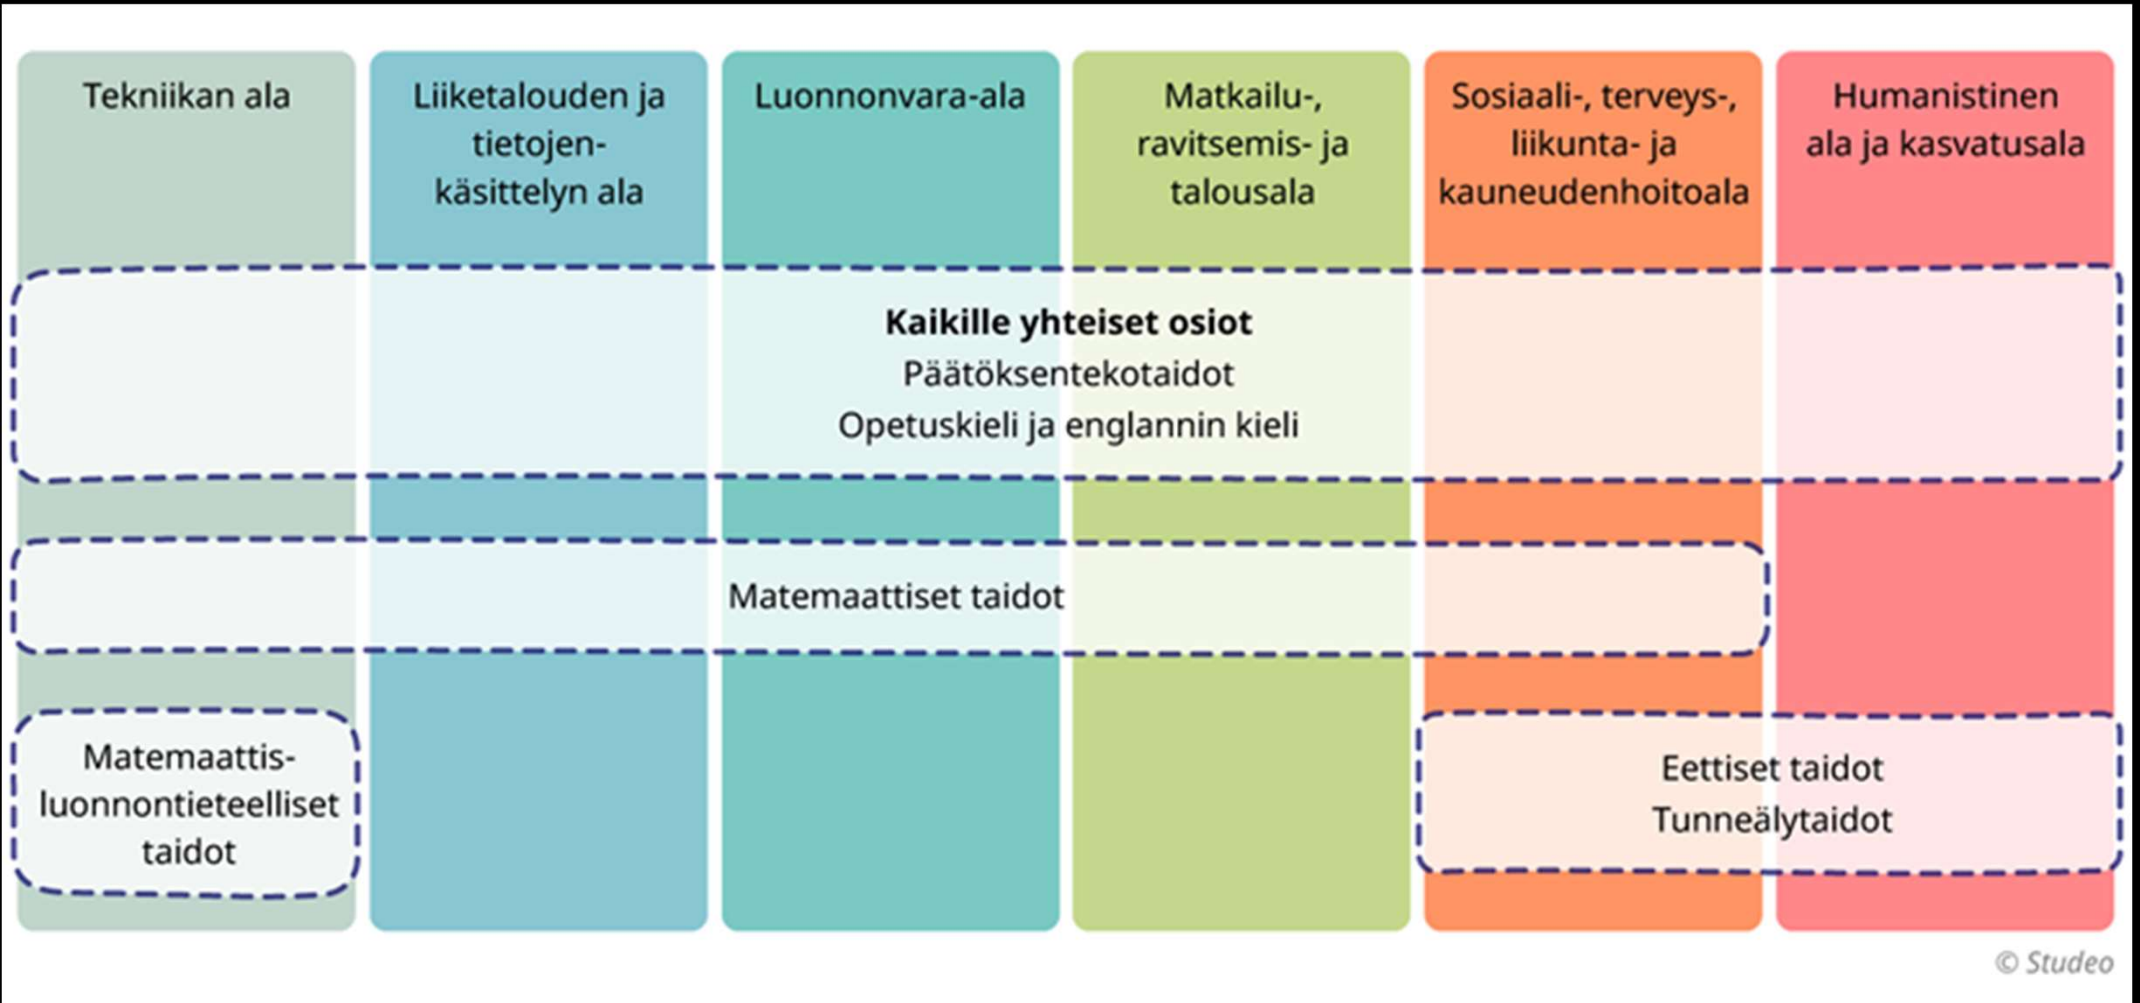 Tekniikan ala
Liiketalouden ja
tietojen-
käsittelyn ala
Luonnonvara-ala
Matkailu-,
ravitsemis- ja
talousala
Sosiaali-, terveys-,
liikunta- ja
kauneudenhoitoala
Humanistinen
ala ja kasvatusala
Kaikille yhteiset osiot
Päätöksentekotaidot
Opetuskieli ja englannin kieli
Matemaattiset taidot
Matemaattis-
luonnontieteelliset
taidot
Eettiset taidot
Tunneälytaidot
© Studeo